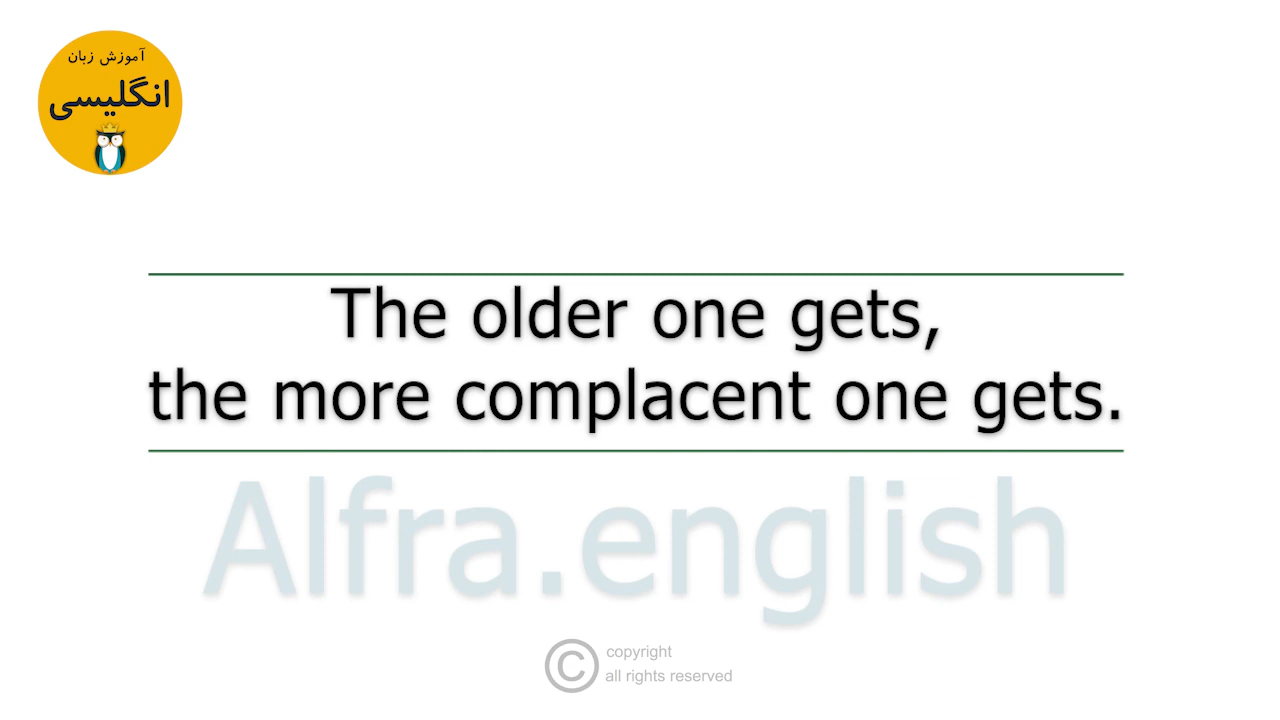 آموزش زبان
انگلیسی
The older one gets,
the more complacent one gets.
Alfra.english
©
copyright
all rights reserved